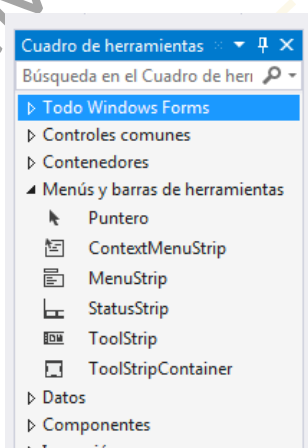 Cuadro de herramientas
Búsqueda en el Cuadro de heri
Todo Windows Forms
Controles comunes
Contenedores
Menús y barras de herramientas
Puntero
ContextMenuStrip
MenuStrip
StatusStrip
ToolStrip
ToolStripContainer
Datos
Componentes